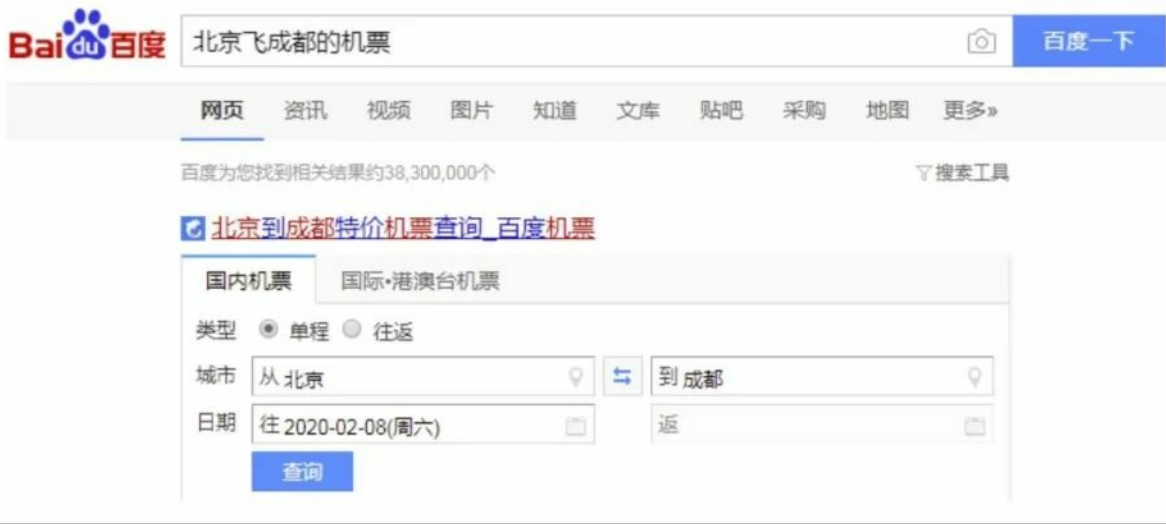 Bai du 百度 北京飞成都的机票 百度一下
网页 资讯 视频 图片 知道 文库 贴吧 采购 地图 更多»
百度为您找到相关结果约38,300,000个 搜索工具
北京到成都特价机票查询_百度机票
国内机票 国际·港澳台机票
类型 单程 往返
城市 从 北京 到 成都
日期 往 2020-02-08(周六) 返
查询